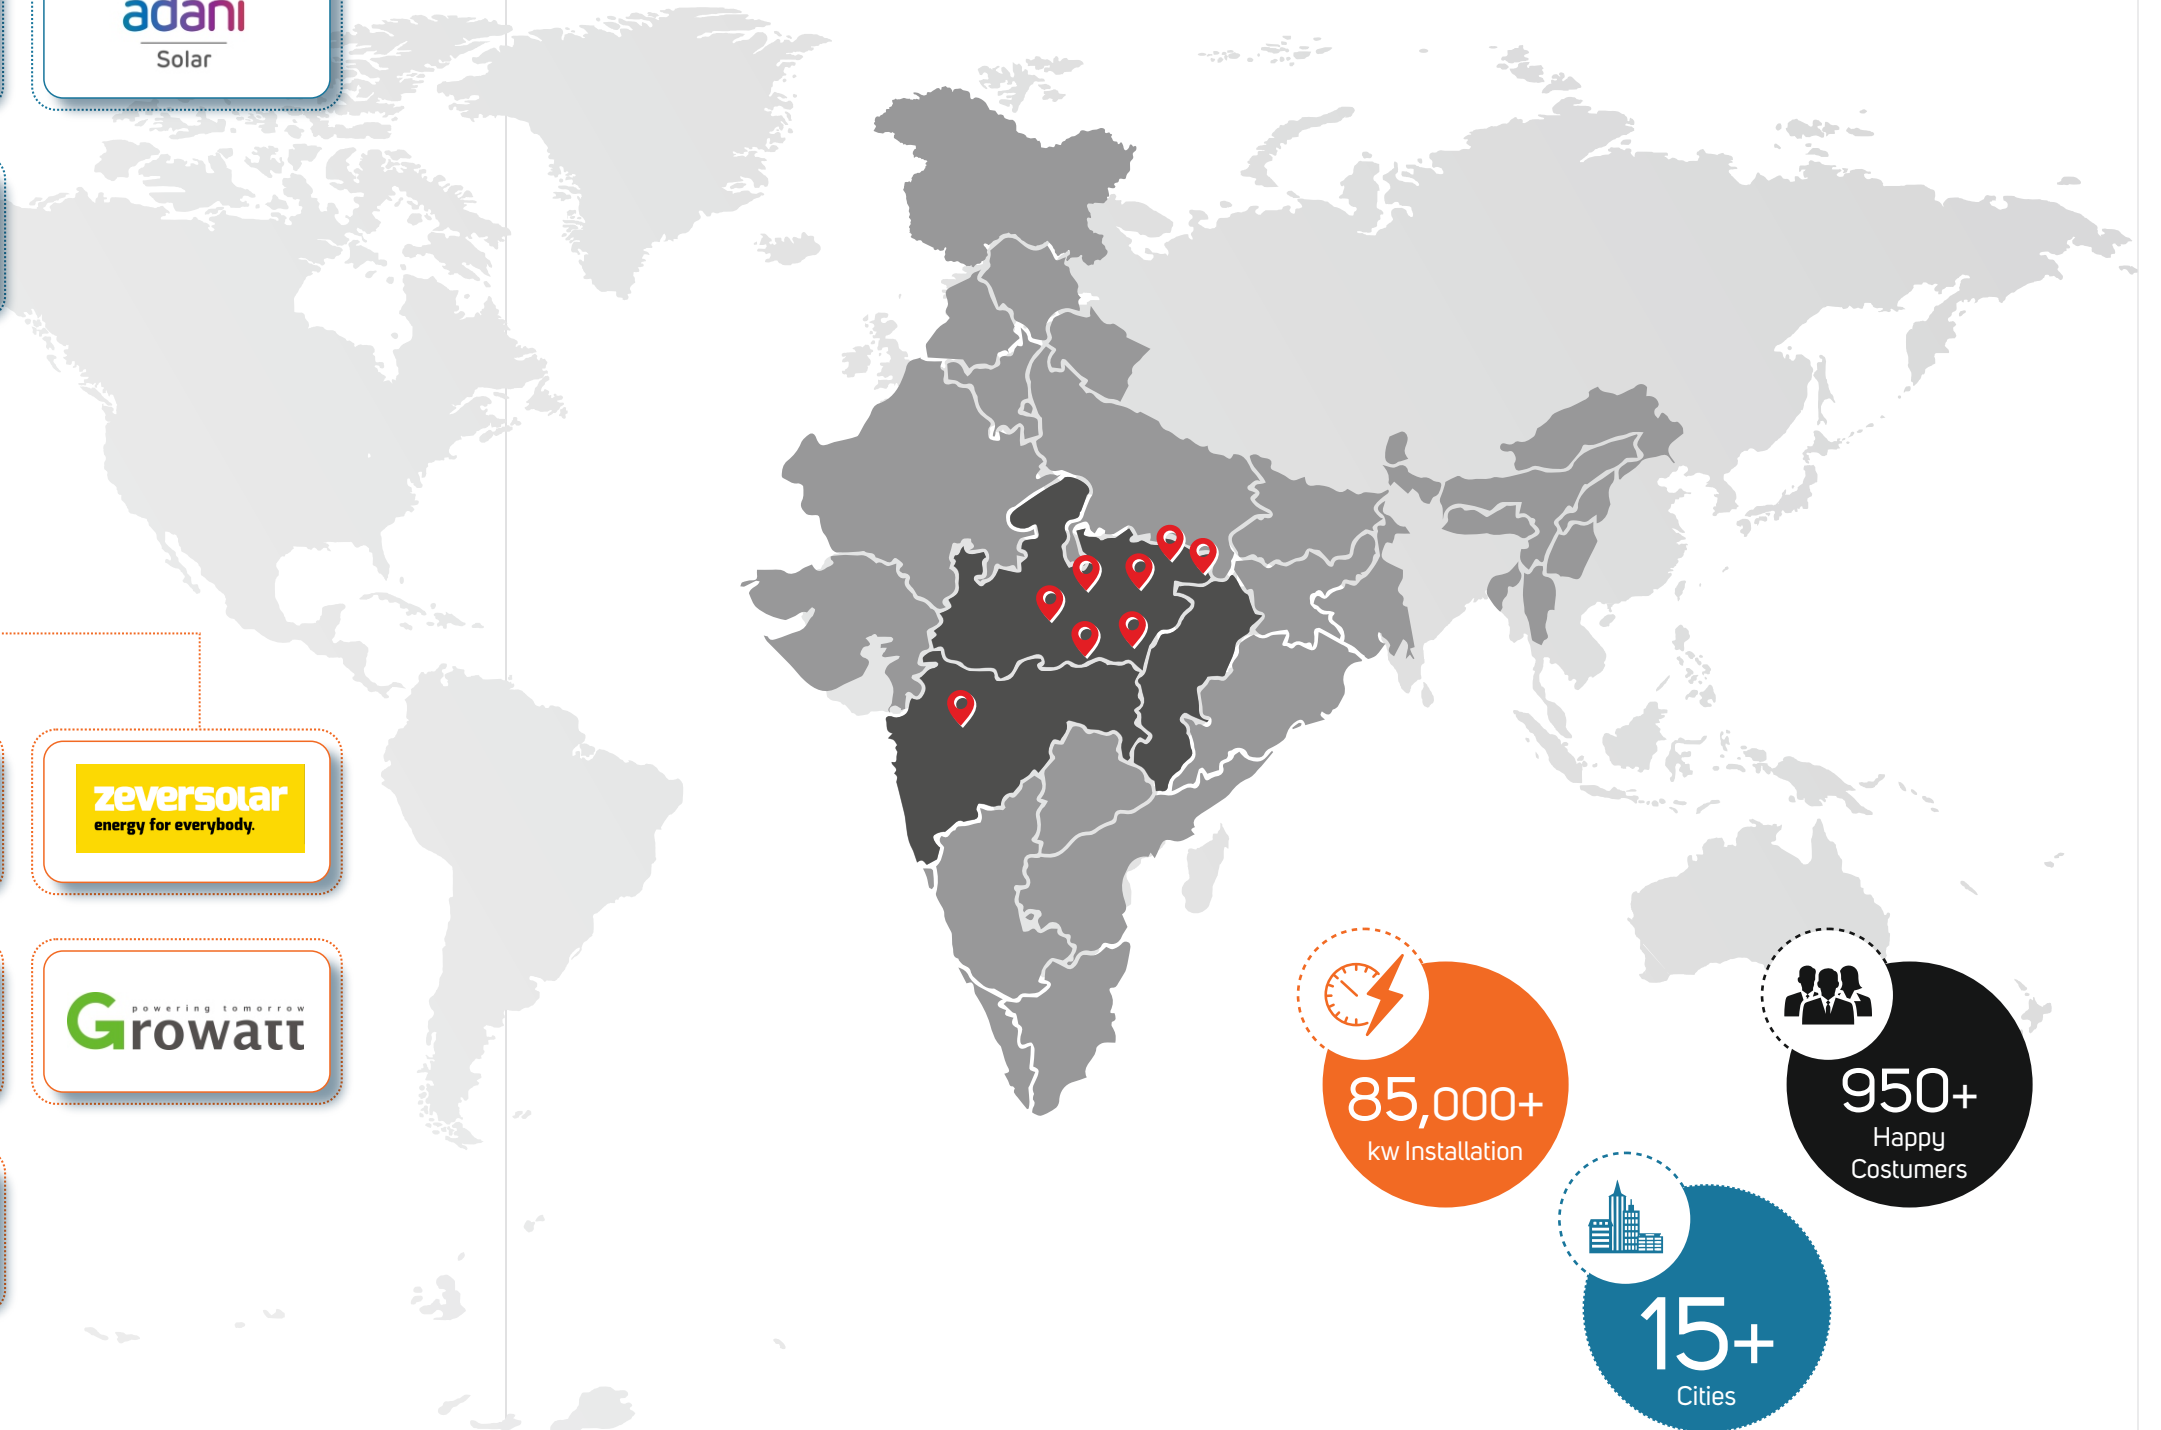 adani
Solar
zeversolar
energy for everybody.
powering tomorrow
Growatt
85,000+
kw Installation
950+
Happy
Costumers
15+
Cities